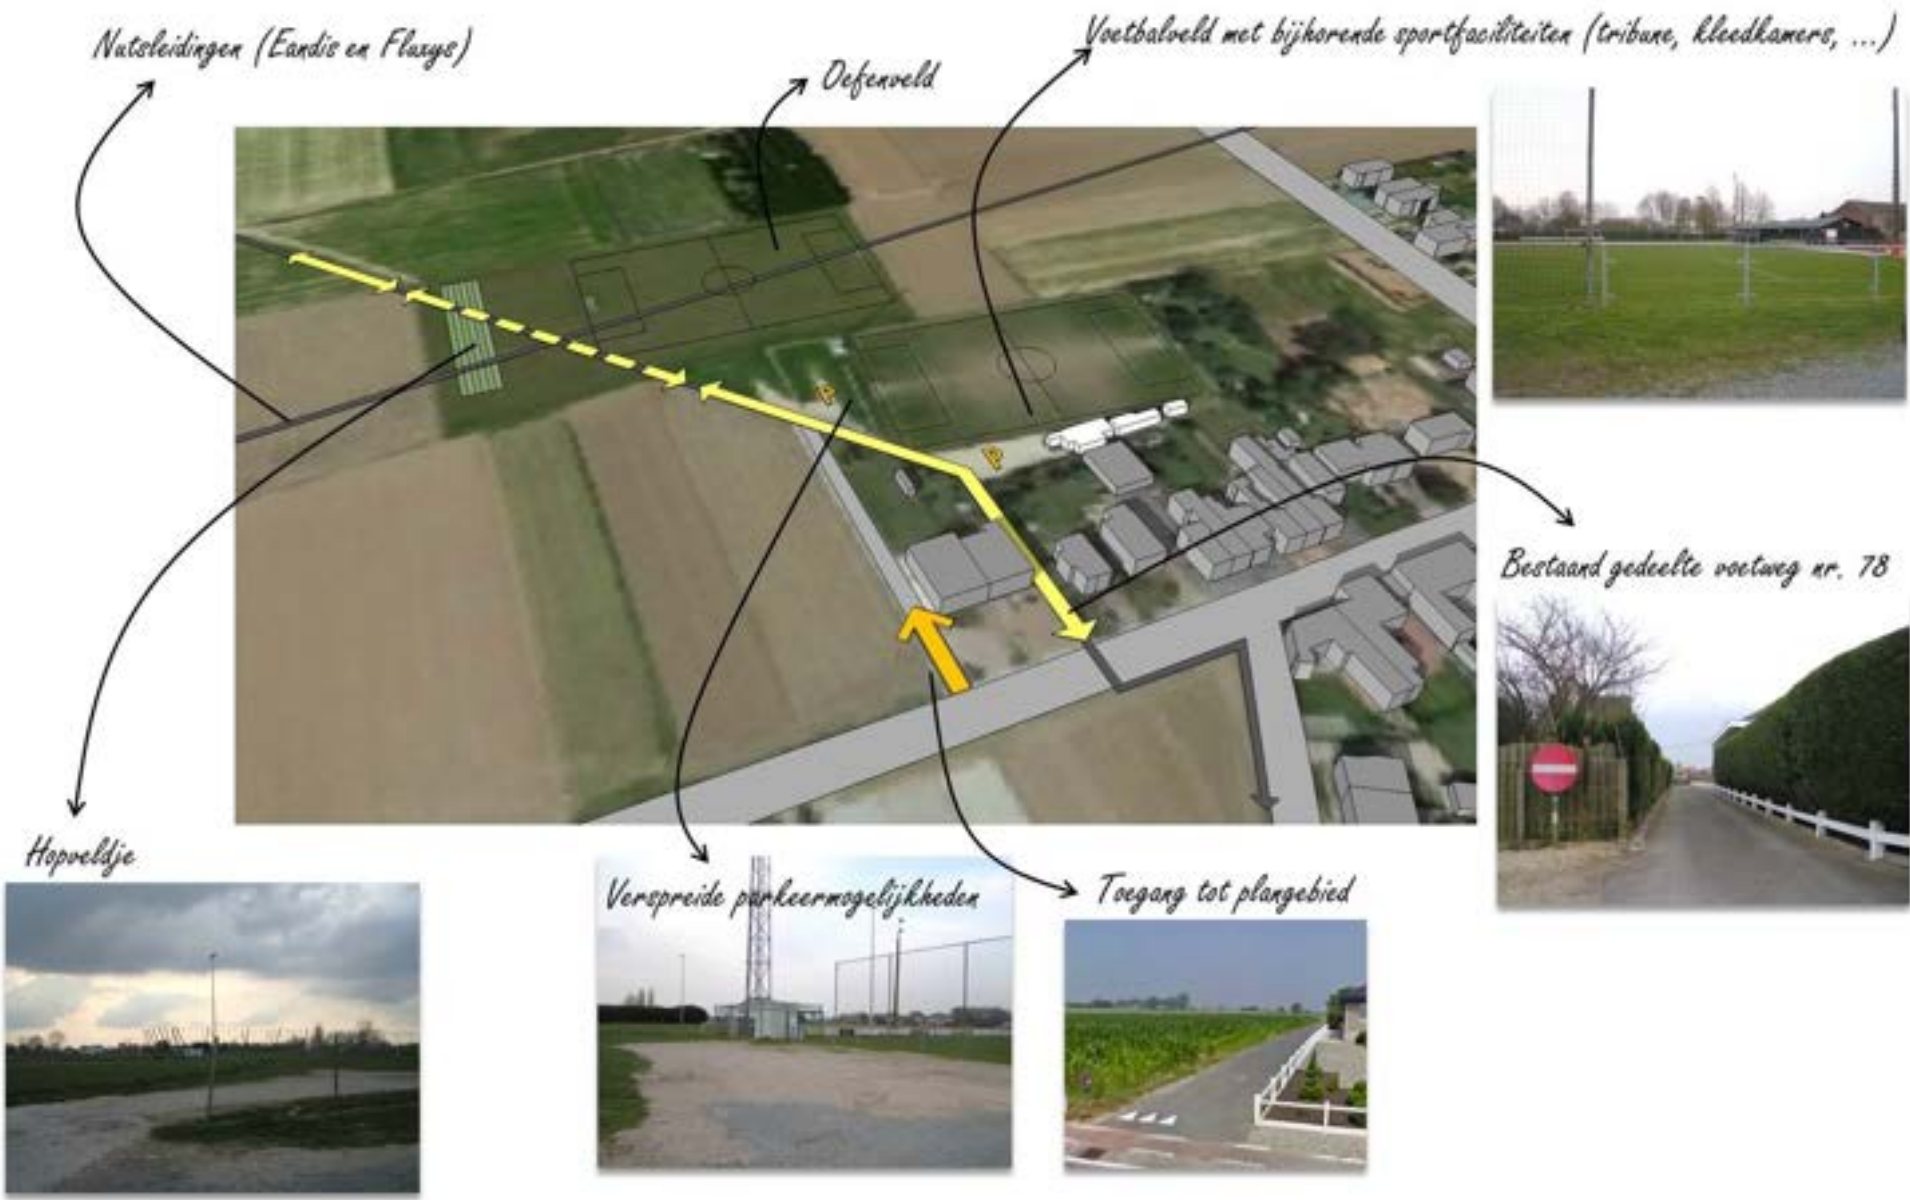 Nutsleidingen (Eandis en Fluxys)
Oefenveld
Voetbalveld met bijhorende sportfaciliteiten (tribune, kleedkamers, ...)
P
P
Bestaand gedeelte voetweg nr. 78
Hopveldje
Verspreide parkeermogelijkheden
Toegang tot plangebied